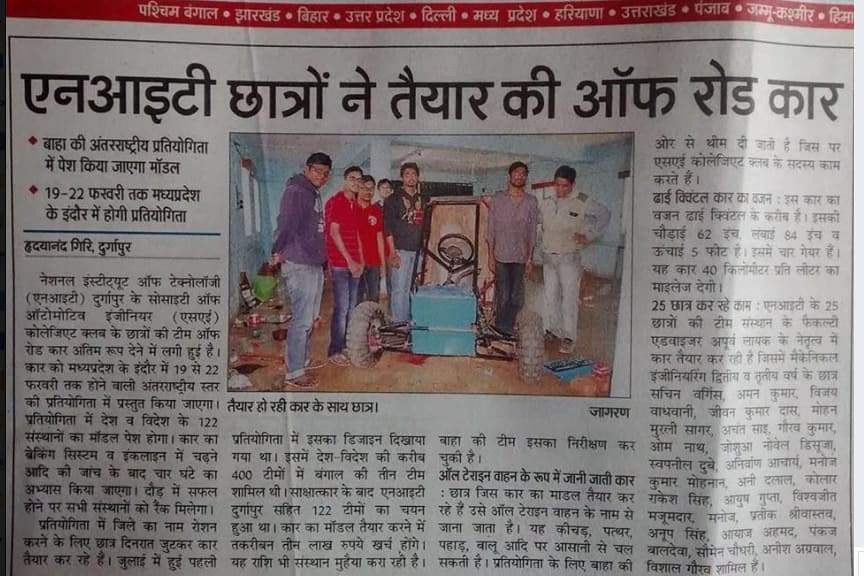 पश्चिम बंगाल • झारखंड • बिहार • उत्तर प्रदेश • दिल्ली • मध्य प्रदेश • हरियाणा • उत्तराखंड • पंजाब • जम्मू-कश्मीर • हिमा
एनआइटी छात्रों ने तैयार की ऑफ रोड कार
बाहा की अंतरराष्ट्रीय प्रतियोगिता
में पेश किया जाएगा मॉडल
19-22 फरवरी तक मध्यप्रदेश
के इंदौर में होगी प्रतियोगिता
हृदयानंद गिरि, दुर्गापुर
नेशनल इंस्टीट्यूट ऑफ टेक्नोलॉजी
(एनआइटी) दुर्गापुर के सोसाइटी ऑफ
ऑटोमोटिव इंजीनियर (एसएई)
कोलेजिएट क्लब के छात्रों की टीम ऑफ
रोड कार अंतिम रूप देने में लगी हुई है।
कार को मध्यप्रदेश के इंदौर में 19 से 22
फरवरी तक होने वाली अंतरराष्ट्रीय स्तर
की प्रतियोगिता में प्रस्तुत किया जाएगा।
प्रतियोगिता में देश व विदेश के 122
संस्थानों का मॉडल पेश होगा। कार का
ब्रेकिंग सिस्टम व इंकलाइन में चढ़ने
आदि की जांच के बाद चार घंटे का
अभ्यास किया जाएगा। दौड़ में सफल
होने पर सभी संस्थानों को रैंक मिलेगा।
प्रतियोगिता में जिले का नाम रोशन
करने के लिए छात्र दिनरात जुटकर कार
तैयार कर रहे हैं। जुलाई में हुई पहली
तैयार हो रही कार के साथ छात्र।
जागरण
प्रतियोगिता में इसका डिजाइन दिखाया
गया था। इसमें देश-विदेश की करीब
400 टीमों में बंगाल की तीन टीम
शामिल थी। साक्षात्कार के बाद एनआइटी
दुर्गापुर सहित 122 टीमों का चयन
हुआ था। कार का मॉडल तैयार करने में
तकरीबन तीन लाख रुपये खर्च होंगे।
यह राशि भी संस्थान मुहैया करा रही है।
बाहा की टीम इसका निरीक्षण कर
चुकी है।
ऑल टेराइन वाहन के रूप में जानी जाती कार
: छात्र जिस कार का माडल तैयार कर
रहे हैं उसे ऑल टेराइन वाहन के नाम से
जाना जाता है। यह कीचड़, पत्थर,
पहाड़, बालू आदि पर आसानी से चल
सकती है। प्रतियोगिता के लिए बाहा की
ओर से थीम दी जाती है जिस पर
एसएई कोलेजिएट क्लब के सदस्य काम
करते हैं।
ढाई क्विंटल कार का वजन : इस कार का
वजन ढाई क्विंटल के करीब है। इसकी
चौड़ाई 62 इंच, लंबाई 84 इंच व
ऊंचाई 5 फीट है। इसमें चार गेयर हैं।
यह कार 40 किलोमीटर प्रति लीटर का
माइलेज देगी।
25 छात्र कर रहे काम : एनआइटी के 25
छात्रों की टीम संस्थान के फैकल्टी
एडवाइजर अपूर्व लायक के नेतृत्व में
कार तैयार कर रही है जिसमें मैकेनिकल
इंजीनियरिंग द्वितीय व तृतीय वर्ष के छात्र
सचिन वर्गिस, अमन कुमार, विजय
वाधवानी, जीवन कुमार दास, मोहन
मुरली सागर, अचंत साइ, गौरव कुमार,
ओम नाथ, जोशुआ नोवेल डिसूजा,
स्वपनील दुबे, अनिर्वाण आचार्य, मनोज
कुमार मोहनान, अनी दलाल, कोलार
राकेश सिंह, आयुष गुप्ता, विश्वजीत
मजूमदार, मनोज, प्रतीक श्रीवास्तव,
अनूप सिंह, आयाज अहमद, पंकज
बालदेवा, सौमेन चौधरी, अनीश अग्रवाल,
विशाल गौरव शामिल हैं।